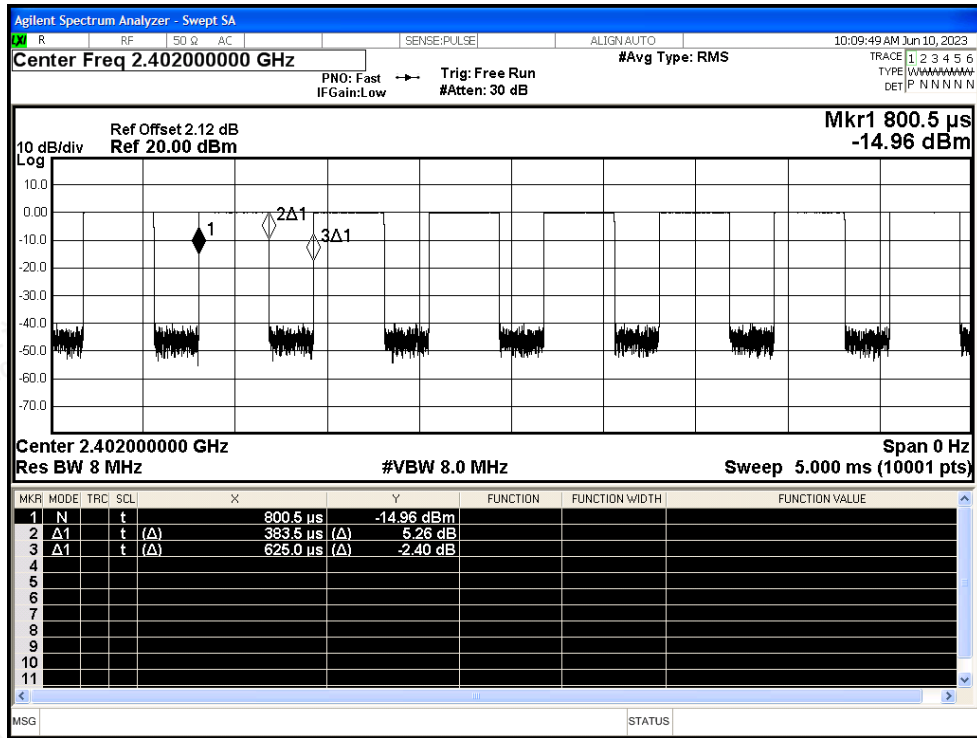 Agilent Spectrum Analyzer - Swept SA
LXI R RF 50 Ω AC SENSE:PULSE ALIGN AUTO 10:09:49 AM Jun 10, 2023
Center Freq 2.402000000 GHz
PNO: Fast
IFGain:Low
Trig: Free Run
#Atten: 30 dB
#Avg Type: RMS
TRACE 1 2 3 4 5 6
TYPE
DET P N N N N N
Mkr1 800.5 µs
-14.96 dBm
Ref Offset 2.12 dB
10 dB/div Ref 20.00 dBm
Log
10.0
0.00
-10.0
-20.0
-30.0
-40.0
-50.0
-60.0
-70.0
1
2Δ1
3Δ1
Center 2.402000000 GHz Span 0 Hz
Res BW 8 MHz #VBW 8.0 MHz Sweep 5.000 ms (10001 pts)
MKR MODE TRC SCL X Y FUNCTION FUNCTION WIDTH FUNCTION VALUE
1 N t 800.5 µs -14.96 dBm
2 Δ1 t (Δ) 383.5 µs (Δ) 5.26 dB
3 Δ1 t (Δ) 625.0 µs (Δ) -2.40 dB
4
5
6
7
8
9
10
11
MSG STATUS